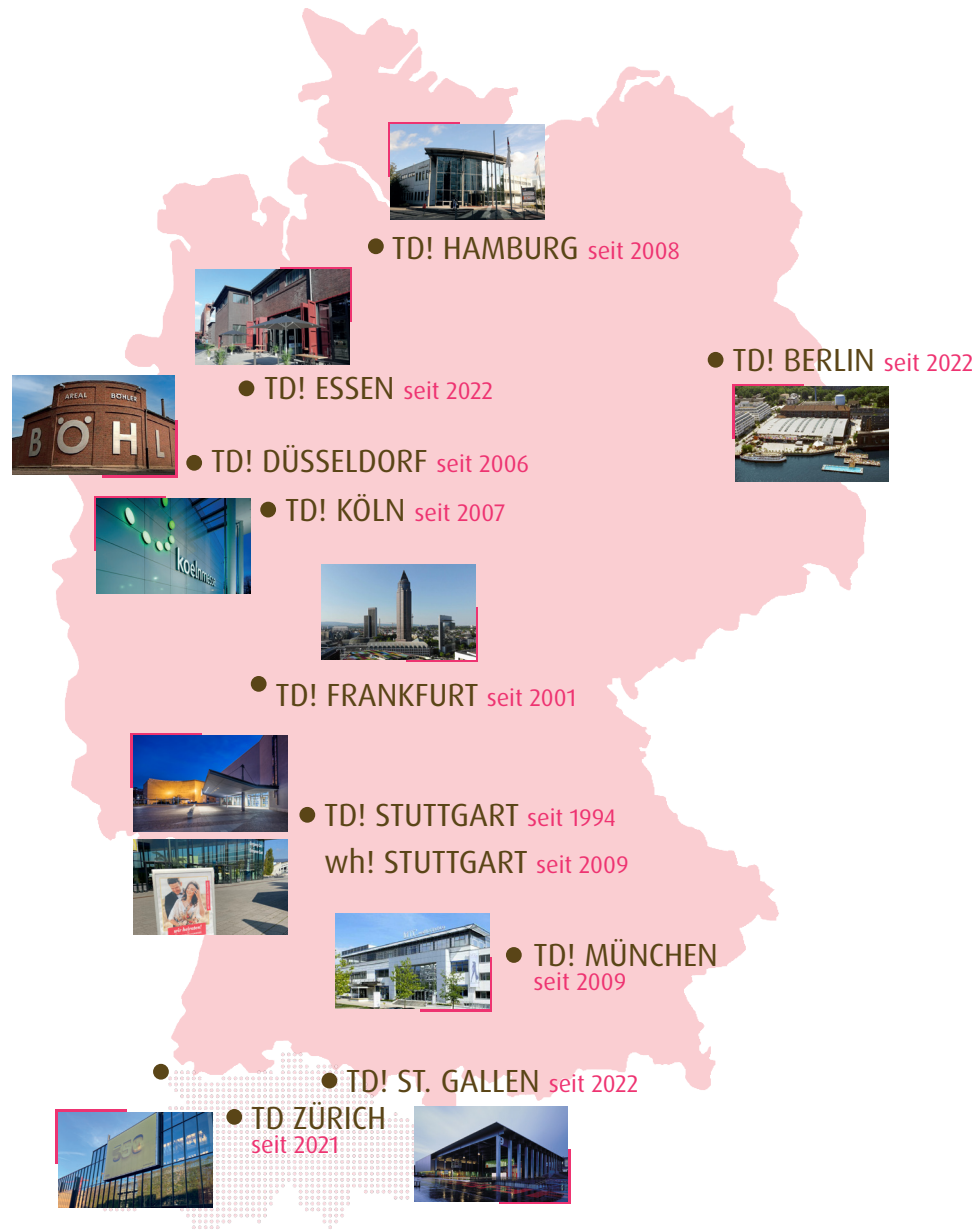 TD! HAMBURG seit 2008
TD! ESSEN seit 2022
TD! BERLIN seit 2022
AREAL BÖHLER
BÖHL
TD! DÜSSELDORF seit 2006
TD! KÖLN seit 2007
koelnmesse
TD! FRANKFURT seit 2001
TD! STUTTGART seit 1994
wh! STUTTGART seit 2009
TD! MÜNCHEN
seit 2009
TD! ST. GALLEN seit 2022
TD ZÜRICH
seit 2021
550